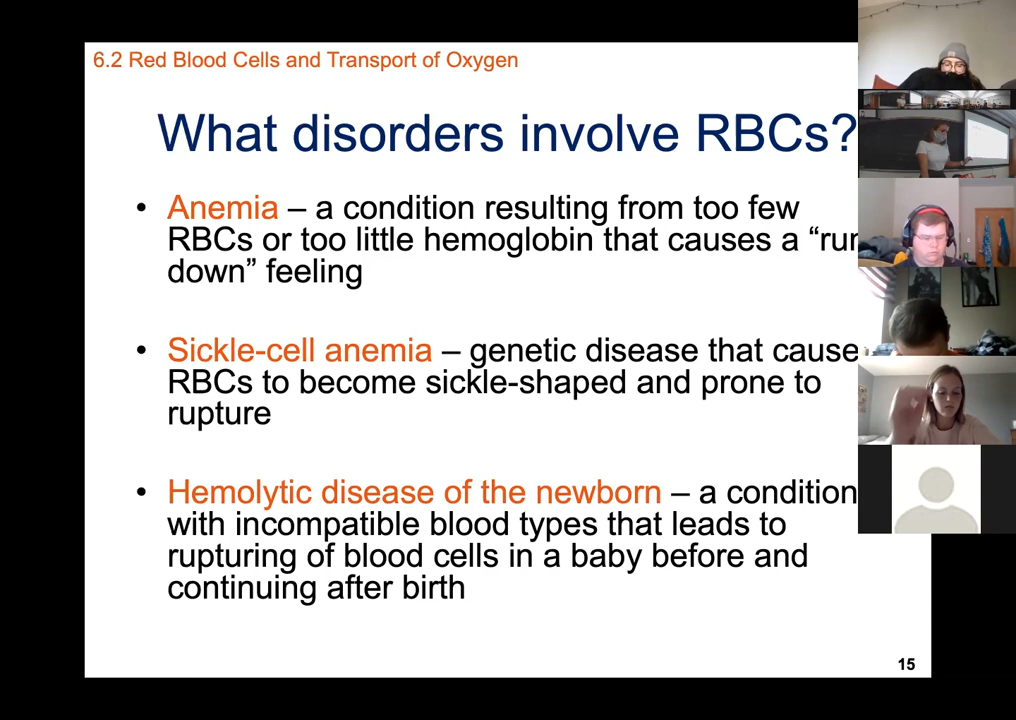 6.2 Red Blood Cells and Transport of Oxygen
What disorders involve RBCs?
• Anemia – a condition resulting from too few
RBCs or too little hemoglobin that causes a “run
down” feeling
• Sickle-cell anemia – genetic disease that cause
RBCs to become sickle-shaped and prone to
rupture
• Hemolytic disease of the newborn – a condition
with incompatible blood types that leads to
rupturing of blood cells in a baby before and
continuing after birth
15